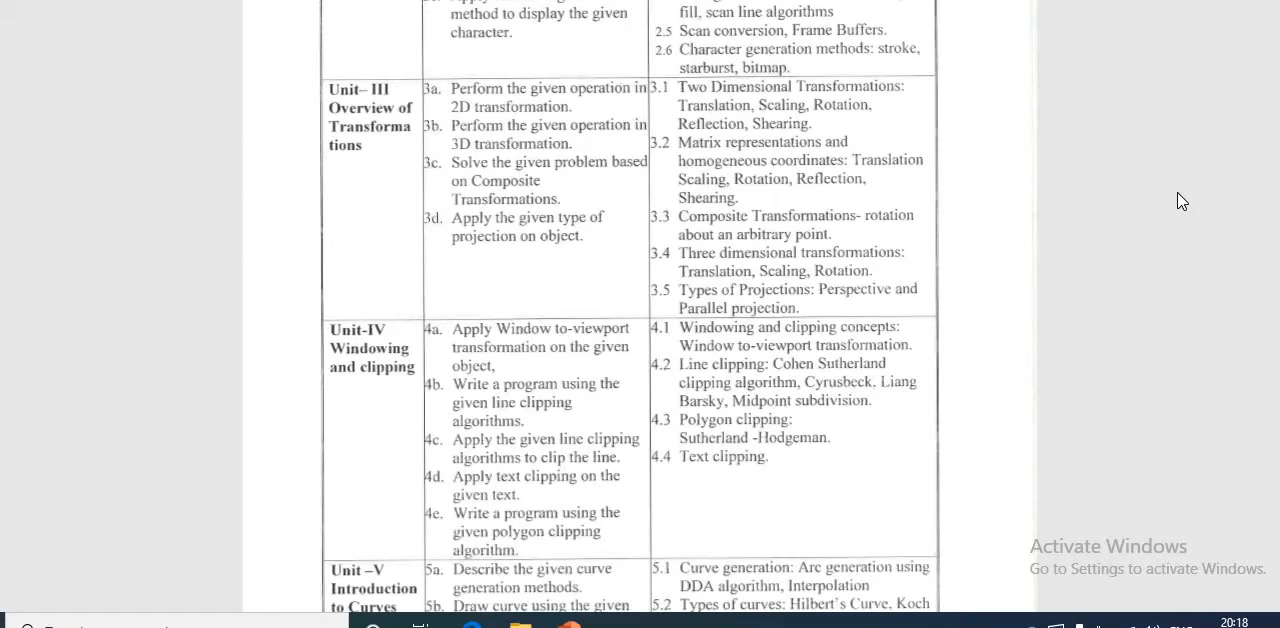 method to display the given
character.
fill, scan line algorithms
2.5 Scan conversion, Frame Buffers.
2.6 Character generation methods: stroke,
starburst, bitmap.
Unit– III
Overview of
Transforma
tions
3a. Perform the given operation in
2D transformation.
3b. Perform the given operation in
3D transformation.
3c. Solve the given problem based
on Composite
Transformations.
3d. Apply the given type of
projection on object.
3.1 Two Dimensional Transformations:
Translation, Scaling, Rotation,
Reflection, Shearing.
3.2 Matrix representations and
homogeneous coordinates: Translation
Scaling, Rotation, Reflection,
Shearing.
3.3 Composite Transformations- rotation
about an arbitrary point.
3.4 Three dimensional transformations:
Translation, Scaling, Rotation.
3.5 Types of Projections: Perspective and
Parallel projection.
Unit-IV
Windowing
and clipping
4a. Apply Window to-viewport
transformation on the given
object,
4b. Write a program using the
given line clipping
algorithms.
4c. Apply the given line clipping
algorithms to clip the line.
4d. Apply text clipping on the
given text.
4e. Write a program using the
given polygon clipping
algorithm.
4.1 Windowing and clipping concepts:
Window to-viewport transformation.
4.2 Line clipping: Cohen Sutherland
clipping algorithm, Cyrusbeck, Liang
Barsky, Midpoint subdivision.
4.3 Polygon clipping:
Sutherland -Hodgeman.
4.4 Text clipping.
Unit –V
Introduction
to Curves
5a. Describe the given curve
generation methods.
5b. Draw curve using the given
5.1 Curve generation: Arc generation using
DDA algorithm, Interpolation
5.2 Types of curves: Hilbert's Curve, Koch
Activate Windows
Go to Settings to activate Windows.
20:18